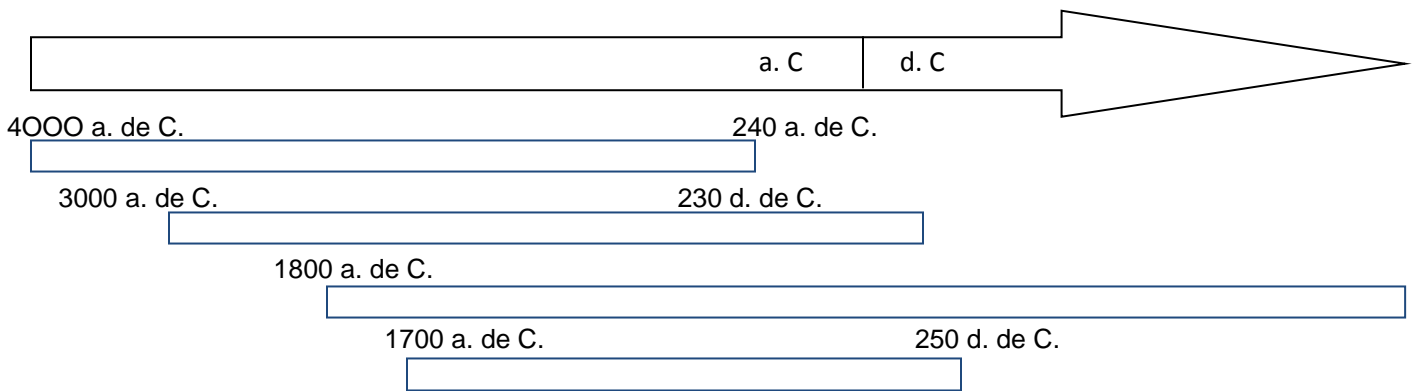 a. C d. C
4OOO a. de C. 240 a. de C.
3000 a. de C. 230 d. de C.
1800 a. de C.
1700 a. de C. 250 d. de C.